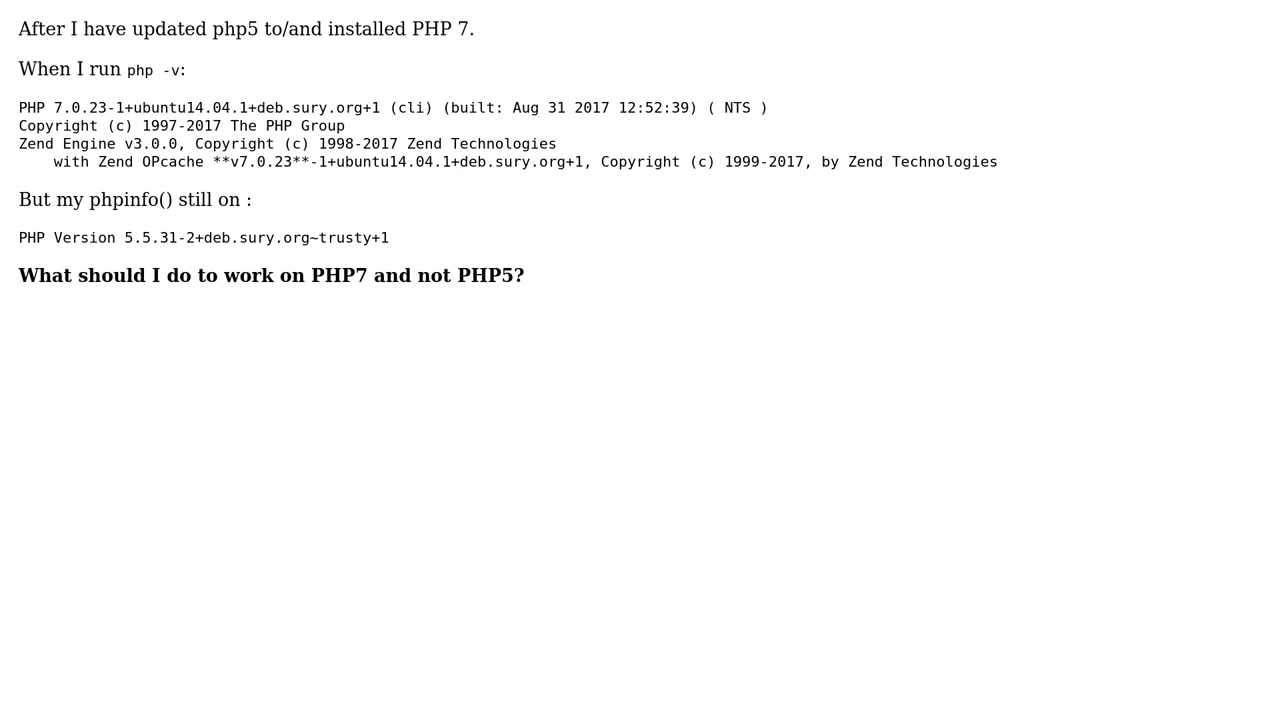 After I have updated php5 to/and installed PHP 7.
When I run php -v:
PHP 7.0.23-1+ubuntu14.04.1+deb.sury.org+1 (cli) (built: Aug 31 2017 12:52:39) ( NTS )
Copyright (c) 1997-2017 The PHP Group
Zend Engine v3.0.0, Copyright (c) 1998-2017 Zend Technologies
    with Zend OPcache **v7.0.23**-1+ubuntu14.04.1+deb.sury.org+1, Copyright (c) 1999-2017, by Zend Technologies
But my phpinfo() still on :
PHP Version 5.5.31-2+deb.sury.org~trusty+1
What should I do to work on PHP7 and not PHP5?